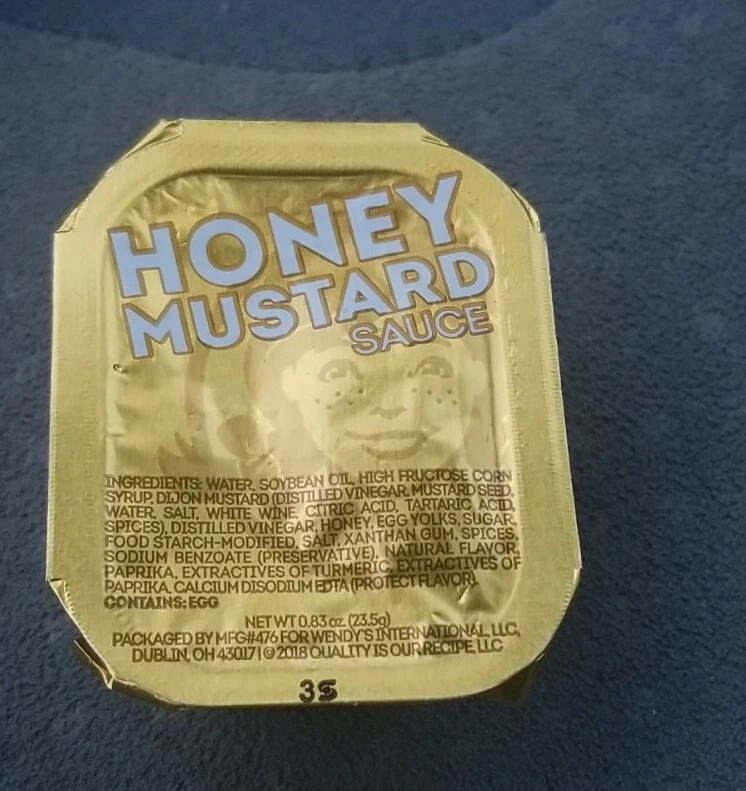 HONEY
MUSTARD
SAUCE
INGREDIENTS: WATER, SOYBEAN OIL, HIGH FRUCTOSE CORN
SYRUP, DIJON MUSTARD (DISTILLED VINEGAR, MUSTARD SEED,
WATER, SALT, WHITE WINE, CITRIC ACID, TARTARIC ACID,
SPICES), DISTILLED VINEGAR, HONEY, EGG YOLKS, SUGAR,
FOOD STARCH-MODIFIED, SALT, XANTHAN GUM, SPICES,
SODIUM BENZOATE (PRESERVATIVE), NATURAL FLAVOR,
PAPRIKA, EXTRACTIVES OF TURMERIC, EXTRACTIVES OF
PAPRIKA, CALCIUM DISODIUM EDTA (PROTECT FLAVOR).
CONTAINS: EGG
NET WT 0.83 oz. (23.5g)
PACKAGED BY MFG#476 FOR WENDY'S INTERNATIONAL, LLC,
DUBLIN, OH 43017 | © 2018 QUALITY IS OUR RECIPE, LLC
35